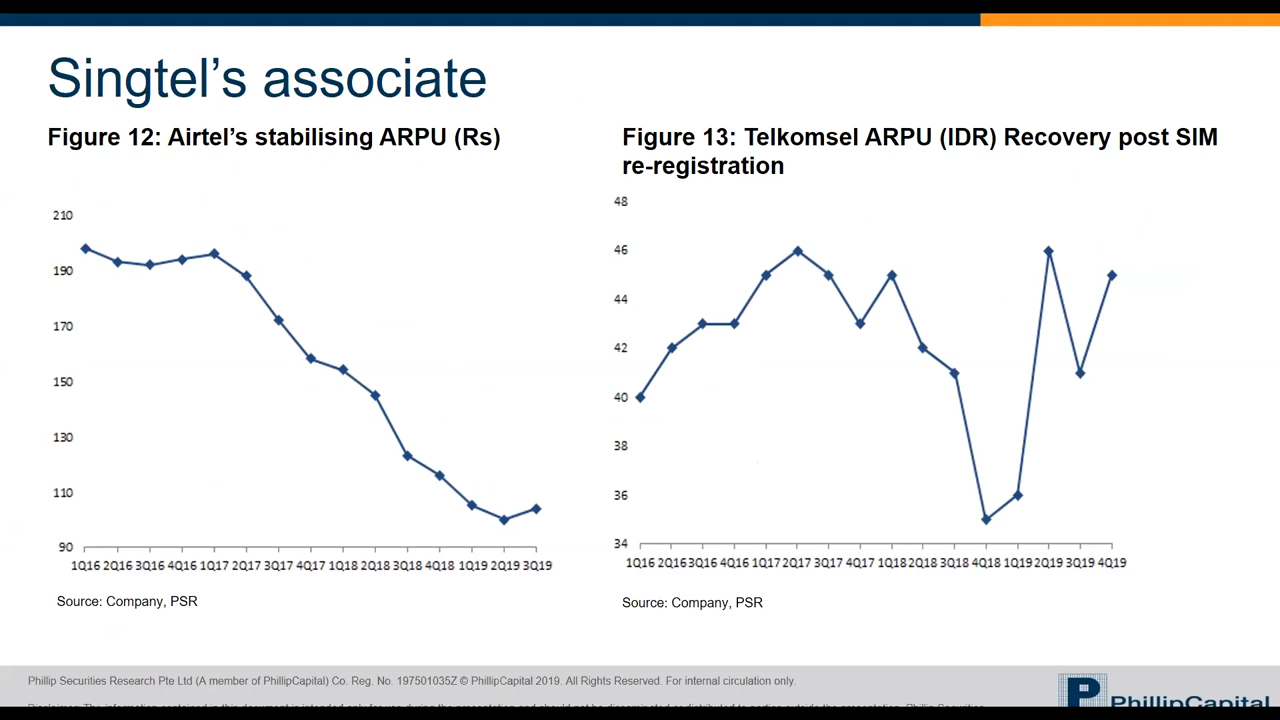 Singtel's associate
Figure 12: Airtel's stabilising ARPU (Rs)
210
190
170
150
130
110
90
1Q16 2Q16 3Q16 4Q16 1Q17 2Q17 3Q17 4Q17 1Q18 2Q18 3Q18 4Q18 1Q19 2Q19 3Q19
Source: Company, PSR
Figure 13: Telkomsel ARPU (IDR) Recovery post SIM
re-registration
48
46
44
42
40
38
36
34
1Q16 2Q16 3Q16 4Q16 1Q17 2Q17 3Q17 4Q17 1Q18 2Q18 3Q18 4Q18 1Q19 2Q19 3Q19 4Q19
Source: Company, PSR
Phillip Securities Research Pte Ltd (A member of PhillipCapital) Co. Reg. No. 197501035Z © PhillipCapital 2019. All Rights Reserved. For internal circulation only.
PhillipCapital